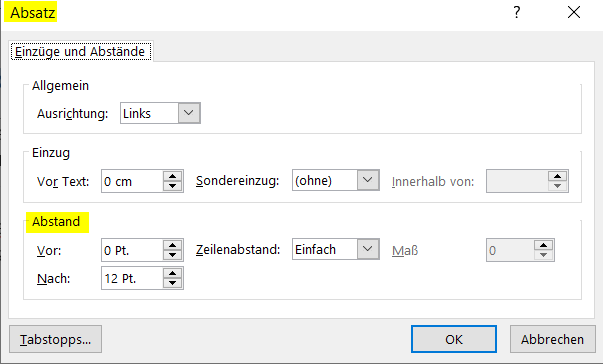 Absatz ? ×
Einzüge und Abstände
Allgemein
Ausrichtung: Links
Einzug
Vor Text: 0 cm Sondereinzug: (ohne) Innerhalb von:
Abstand
Vor: 0 Pt. Zeilenabstand: Einfach Maß 0
Nach: 12 Pt.
Tabstopps... OK Abbrechen